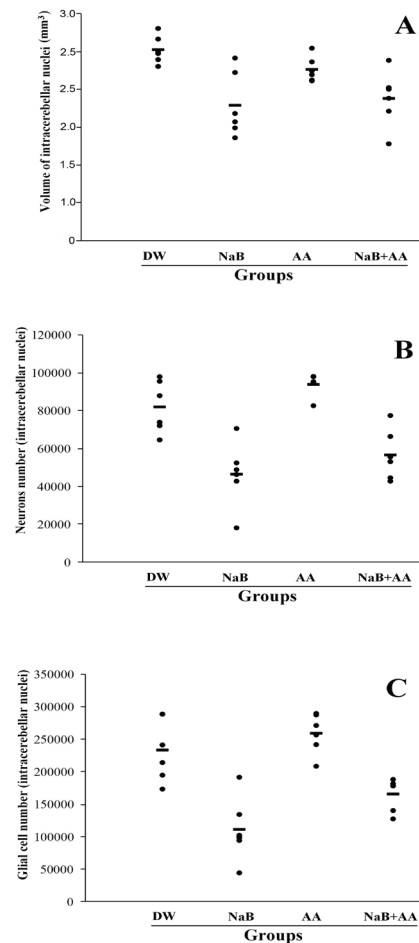 A
Volume of intracerebellar nuclei (mm³)
3.0
2.5
2.5
2.0
1.5
1.0
0
DW NaB AA NaB+AA
Groups
B
Neurons number (intracerebellar nuclei)
120000
100000
80000
60000
40000
20000
0
DW NaB AA NaB+AA
Groups
C
Glial cell number (intracerebellar nuclei)
350000
300000
250000
200000
150000
100000
50000
0
DW NaB AA NaB+AA
Groups